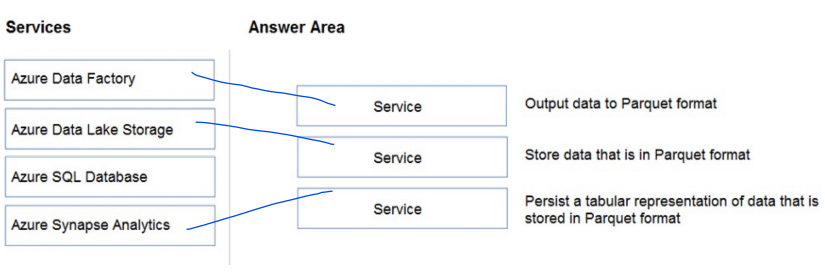 Services
Answer Area
Azure Data Factory
Azure Data Lake Storage
Azure SQL Database
Azure Synapse Analytics
Service
Output data to Parquet format
Service
Store data that is in Parquet format
Service
Persist a tabular representation of data that is
stored in Parquet format